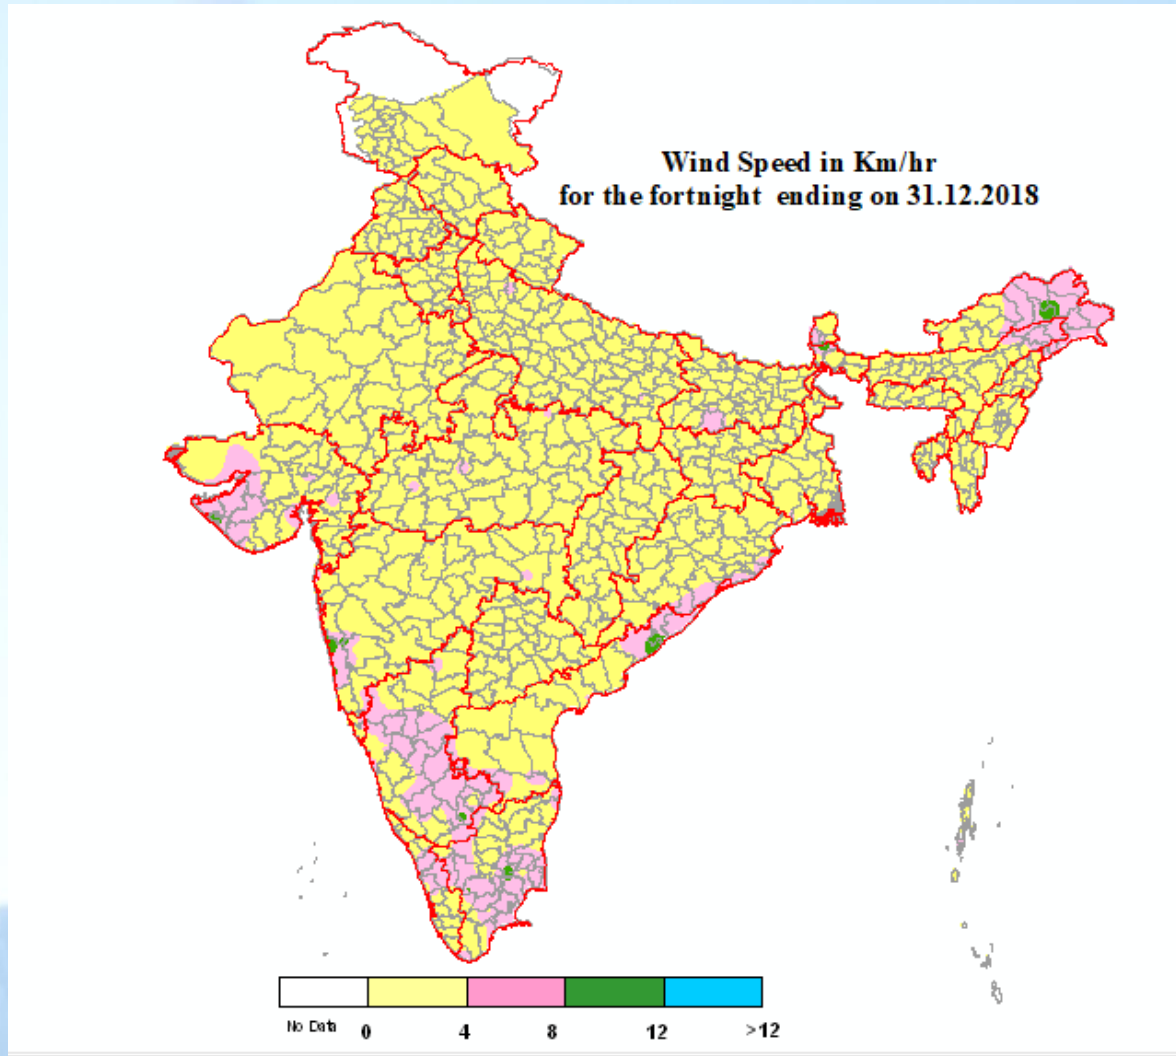 Wind Speed in Km/hr
for the fortnight ending on 31.12.2018
No Data 0 4 8 12 >12